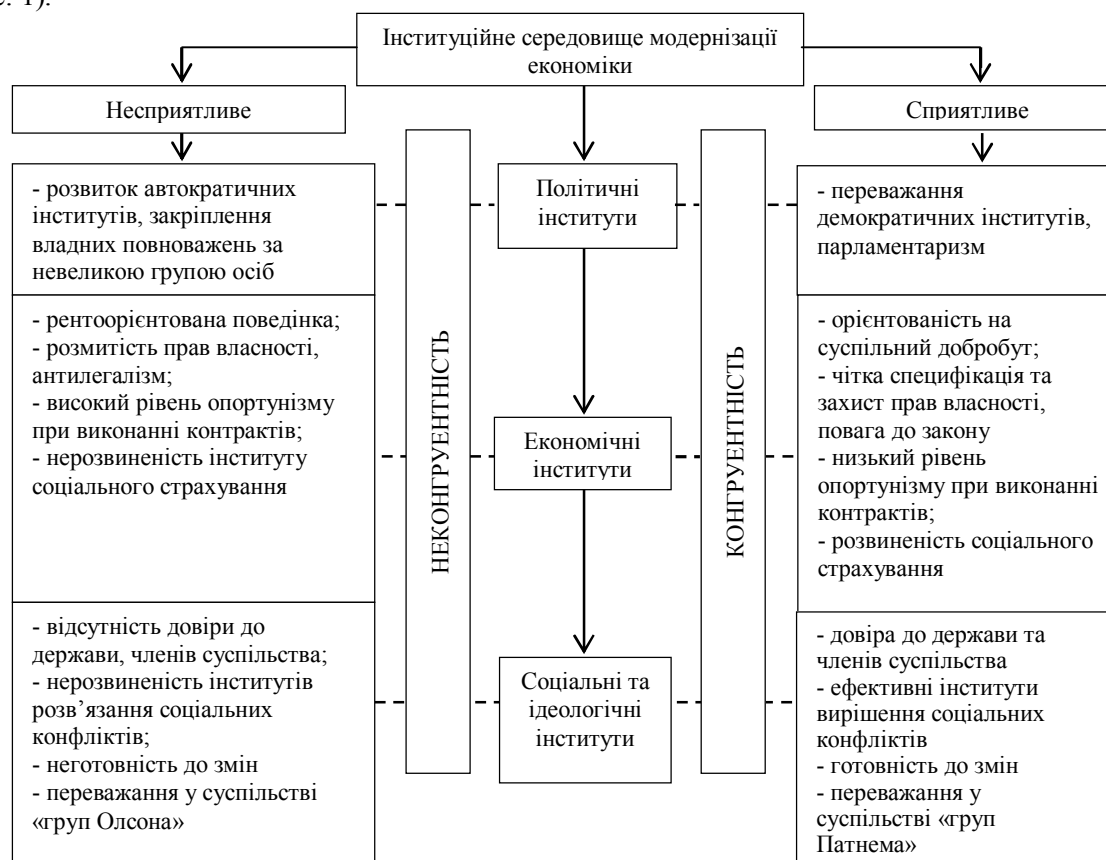 с. 1).
Інституційне середовище модернізації
економіки
Несприятливе
Сприятливе
- розвиток автократичних
інститутів, закріплення
владних повноважень за
невеликою групою осіб
Політичні
інститути
- переважання
демократичних інститутів,
парламентаризм
НЕКОНГРУЕНТНІСТЬ
КОНГРУЕНТНІСТЬ
- рентоорієнтована поведінка;
- розмитість прав власності,
антилегалізм;
- високий рівень опортунізму
при виконанні контрактів;
- нерозвиненість інституту
соціального страхування
Економічні
інститути
- орієнтованість на
суспільний добробут;
- чітка специфікація та
захист прав власності,
повага до закону
- низький рівень
опортунізму при виконанні
контрактів;
- розвиненість соціального
страхування
- відсутність довіри до
держави, членів суспільства;
- нерозвиненість інститутів
розв’язання соціальних
конфліктів;
- неготовність до змін
- переважання у суспільстві
«груп Олсона»
Соціальні та
ідеологічні
інститути
- довіра до держави та
членів суспільства
- ефективні інститути
вирішення соціальних
конфліктів
- готовність до змін
- переважання у
суспільстві «груп
Патнема»